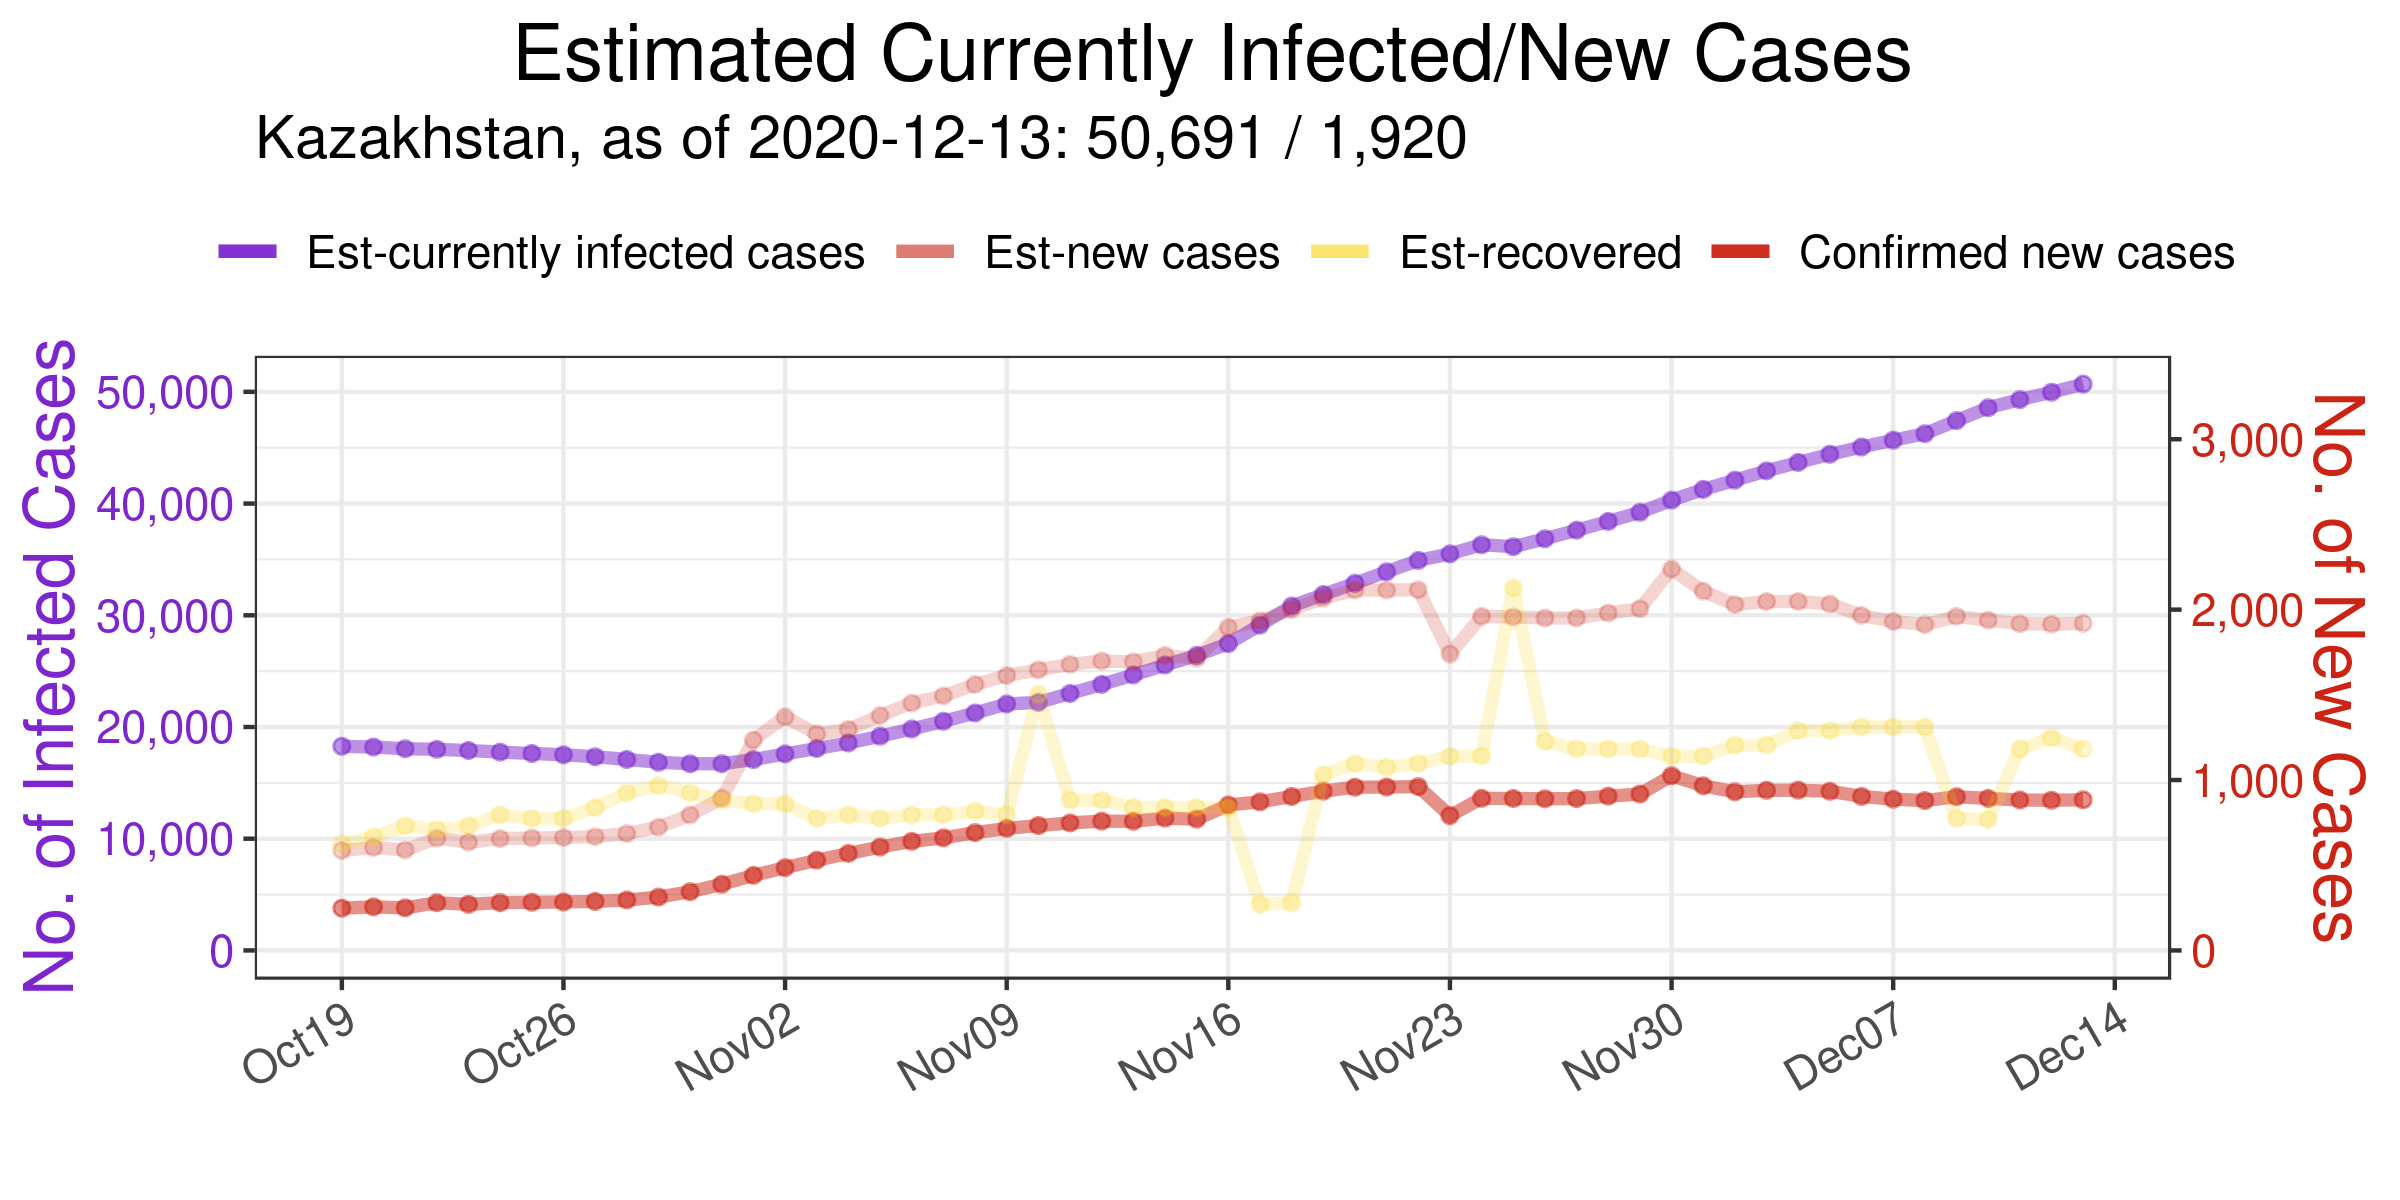 Estimated Currently Infected/New Cases
Kazakhstan, as of 2020-12-13: 50,691 / 1,920
Est-currently infected cases Est-new cases Est-recovered Confirmed new cases
No. of Infected Cases
50,000
40,000
30,000
20,000
10,000
0
3,000
2,000
1,000
0
No. of New Cases
Oct19 Oct26 Nov02 Nov09 Nov16 Nov23 Nov30 Dec07 Dec14